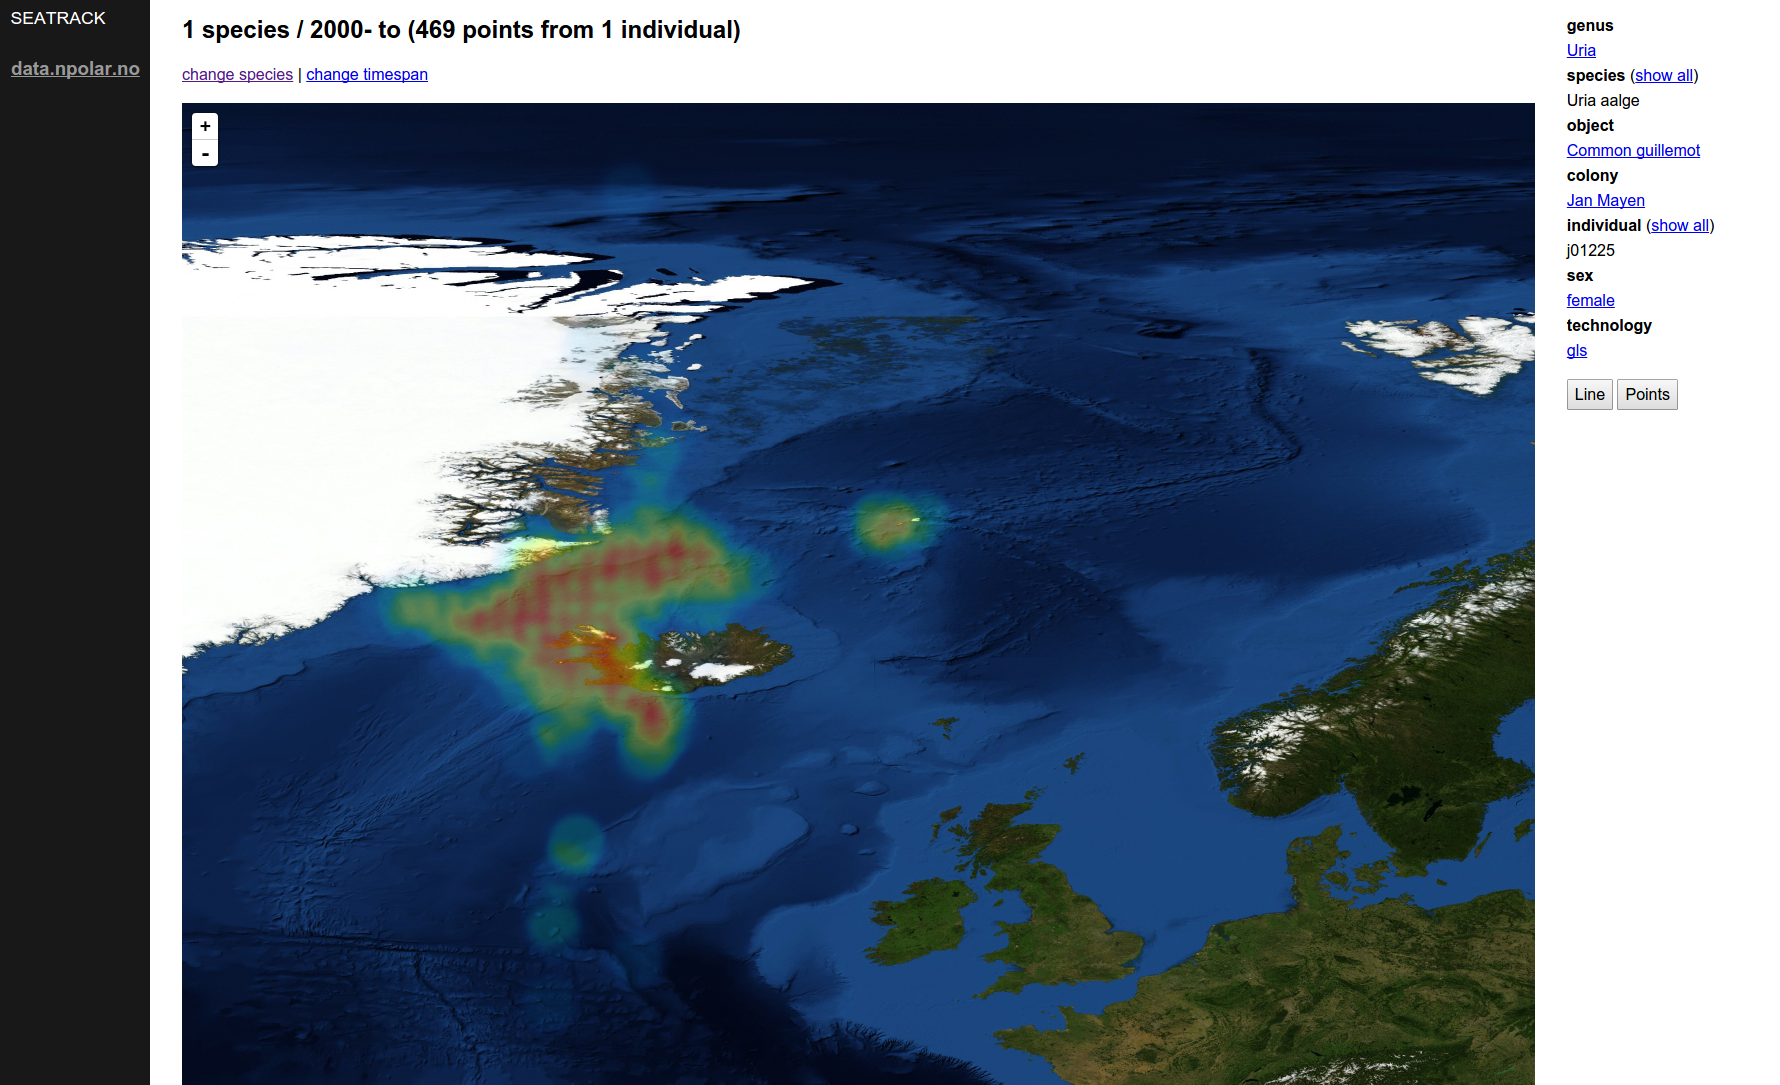 SEATRACK
data.npolar.no
1 species / 2000- to (469 points from 1 individual)
change species | change timespan
+
-
genus
Uria
species (show all)
Uria aalge
object
Common guillemot
colony
Jan Mayen
individual (show all)
j01225
sex
female
technology
gls
Line Points